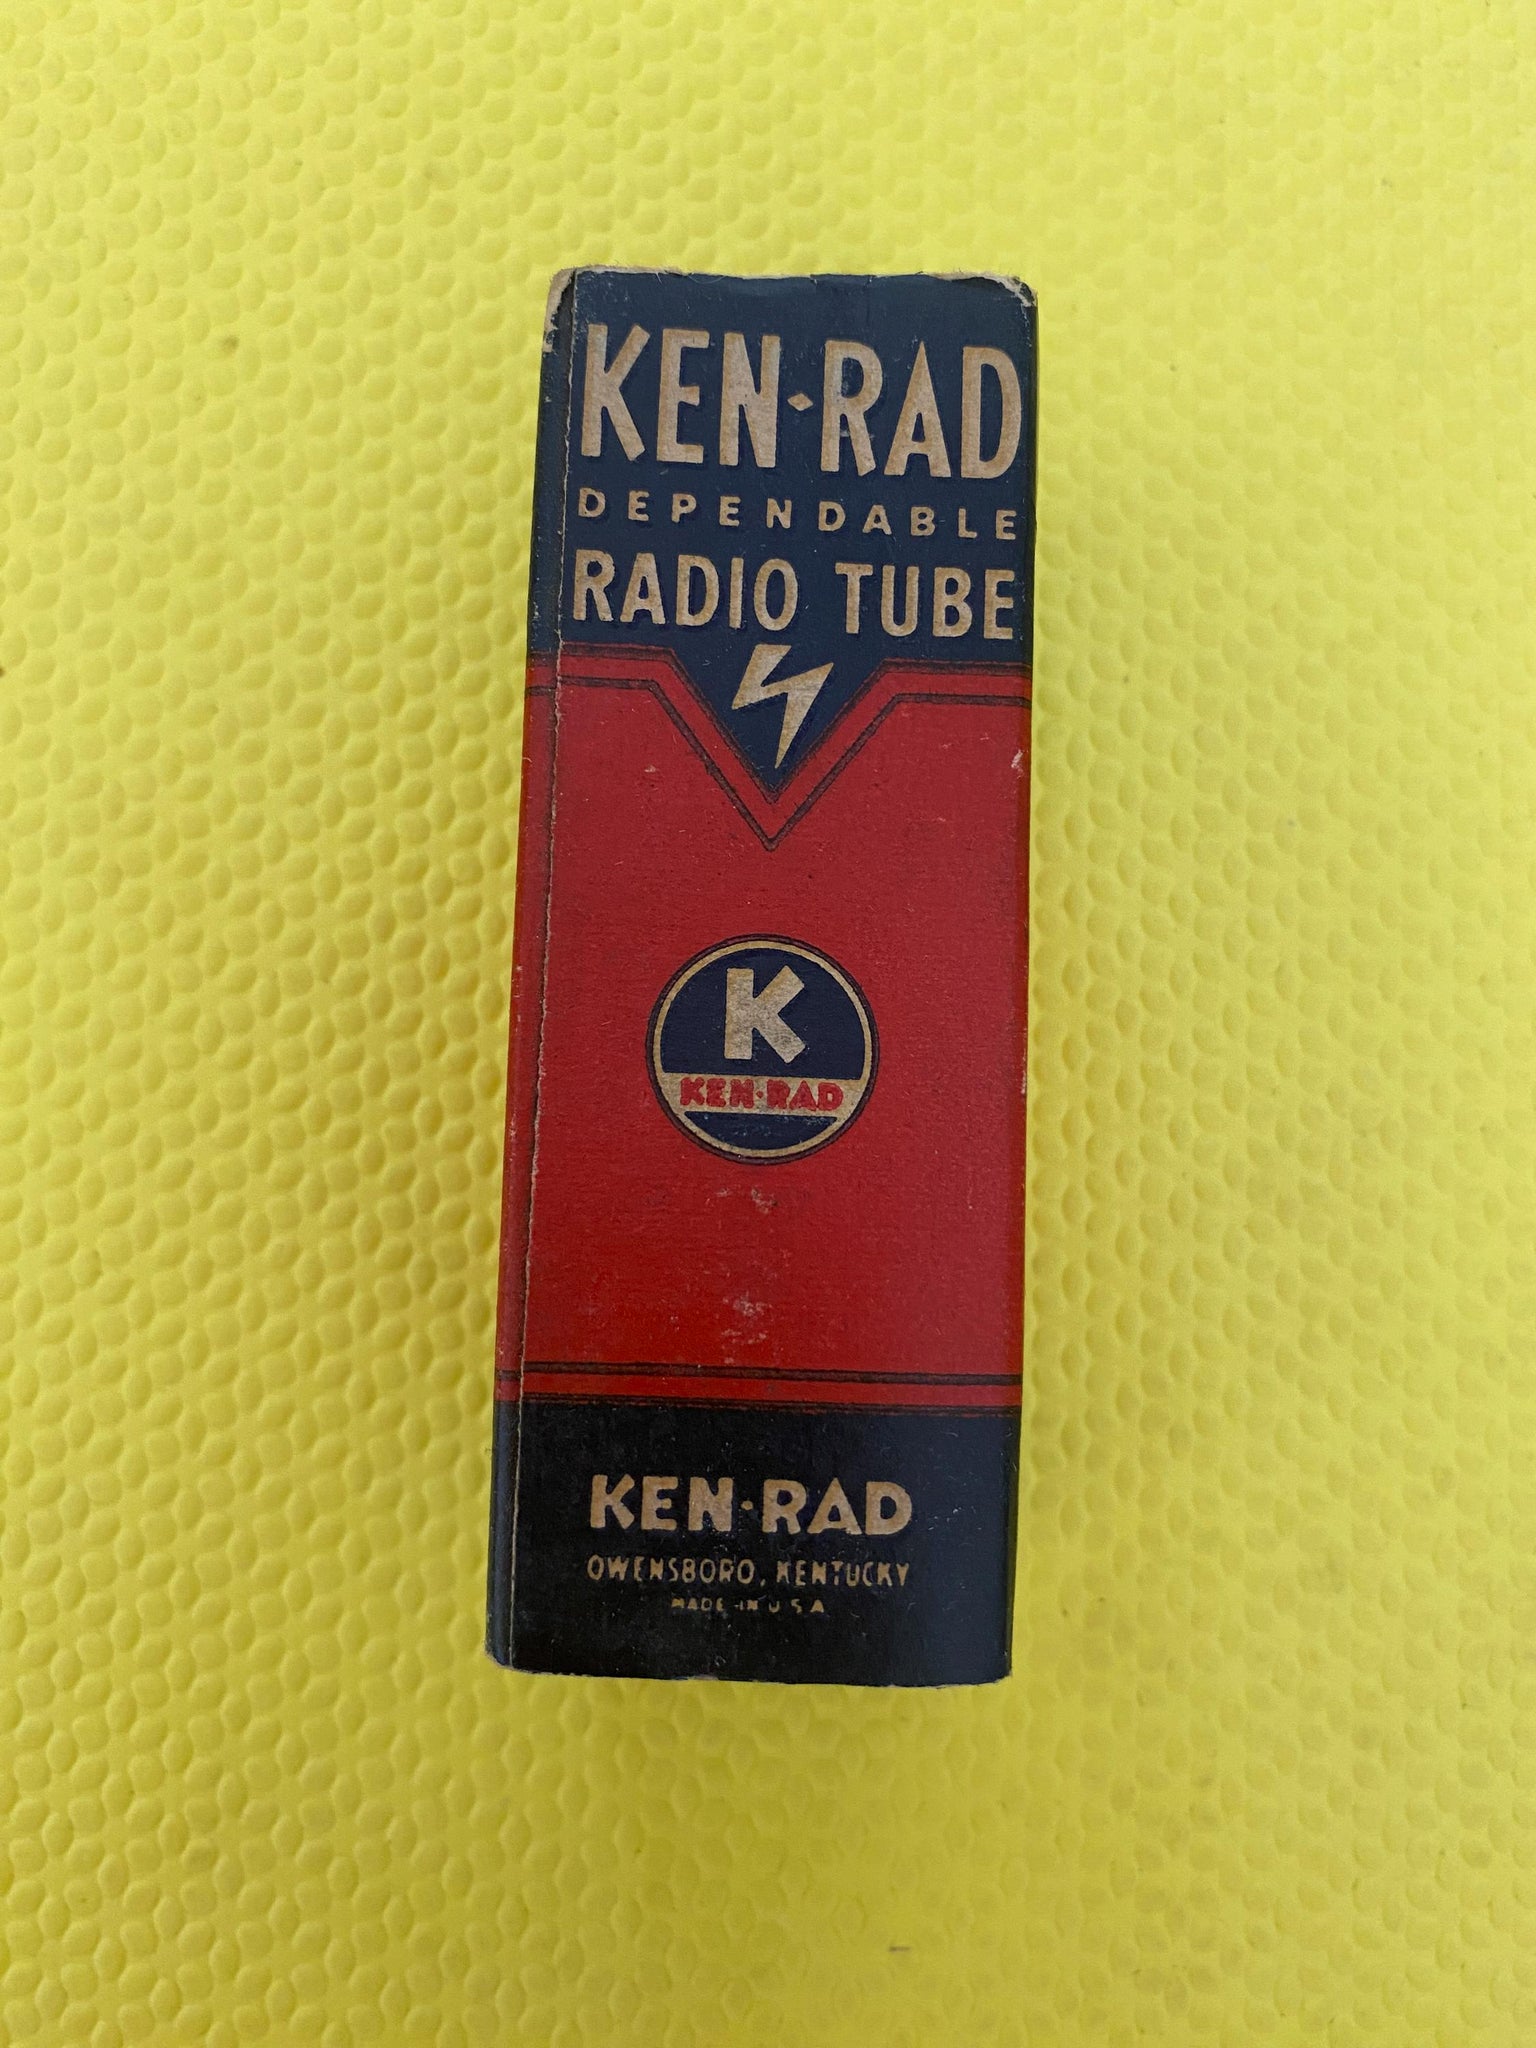 KEN·RAD
DEPENDABLE
RADIO TUBE
K
KEN·RAD
KEN·RAD
OWENSBORO, KENTUCKY
MADE IN U S A